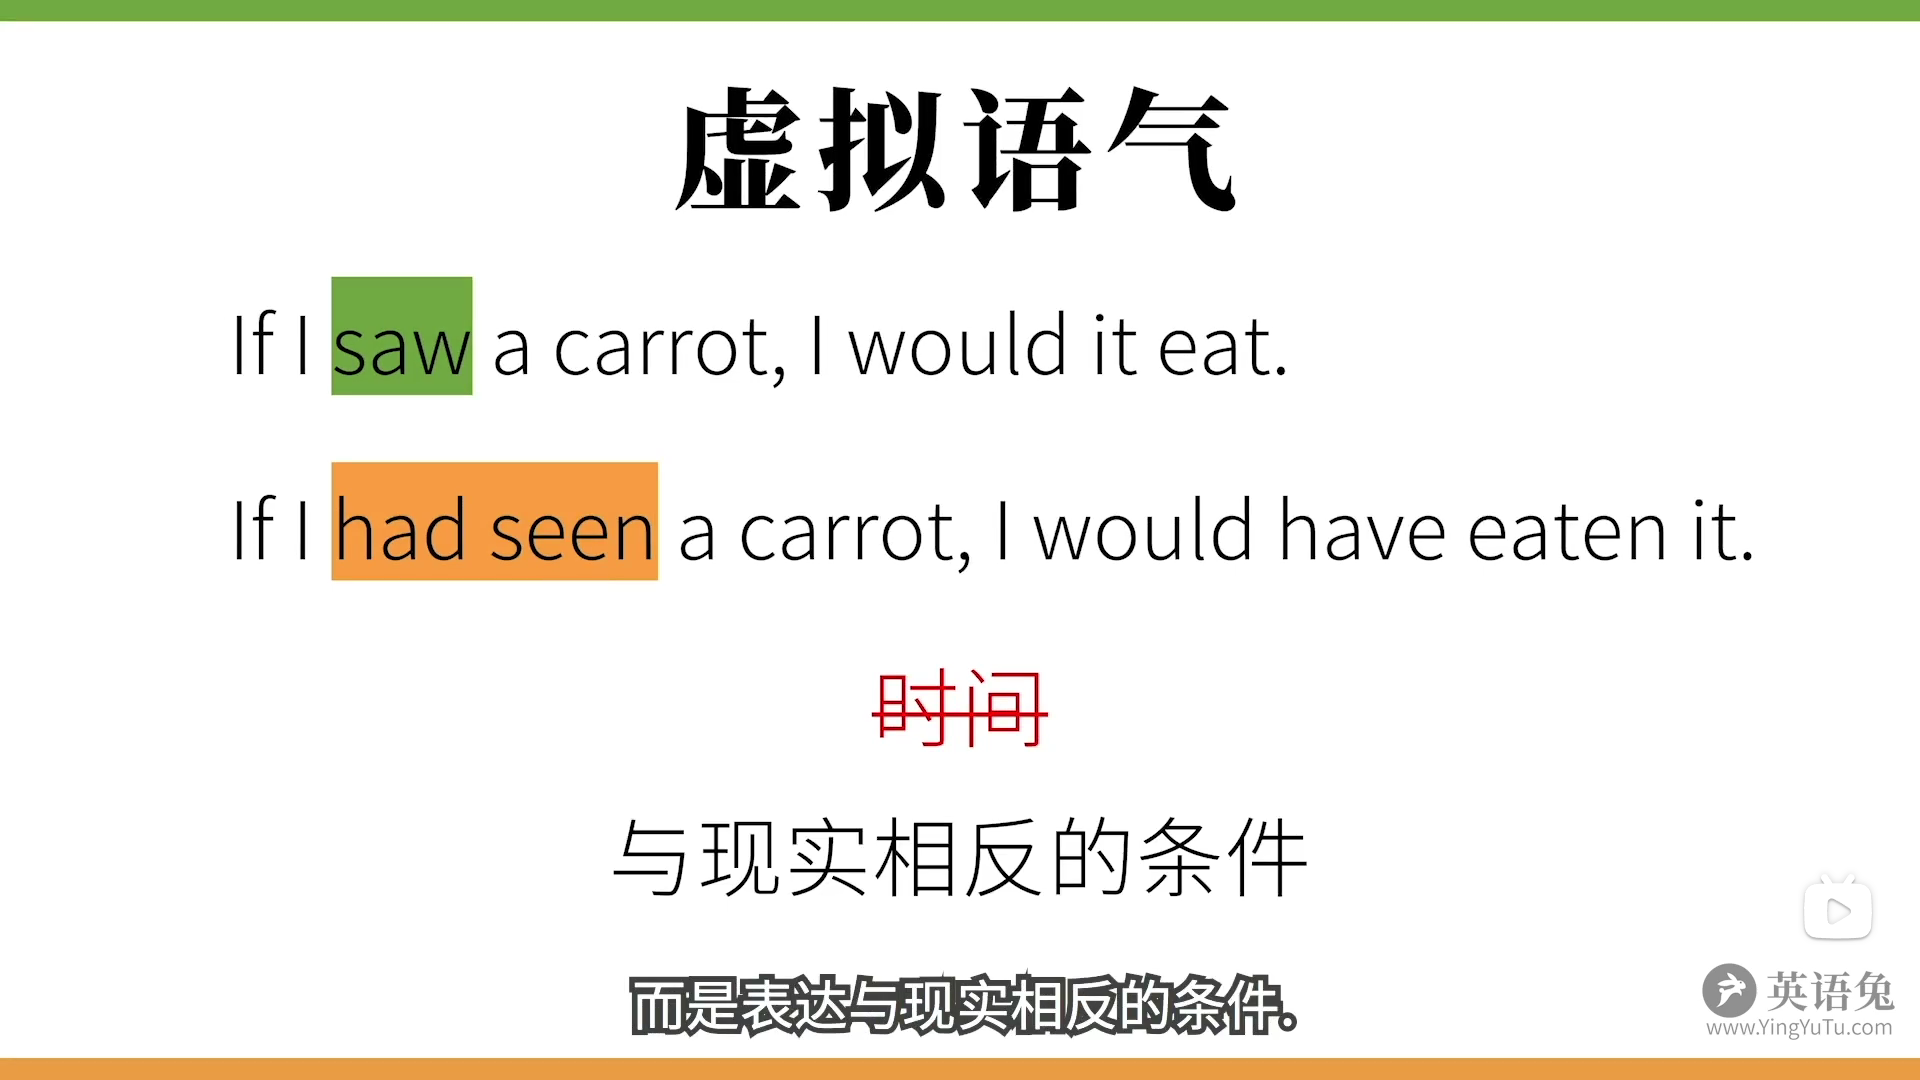 虚拟语气
If I saw a carrot, I would it eat.
If I had seen a carrot, I would have eaten it.
时间
与现实相反的条件
而是表达与现实相反的条件。
英语兔
www.YingYuTu.com